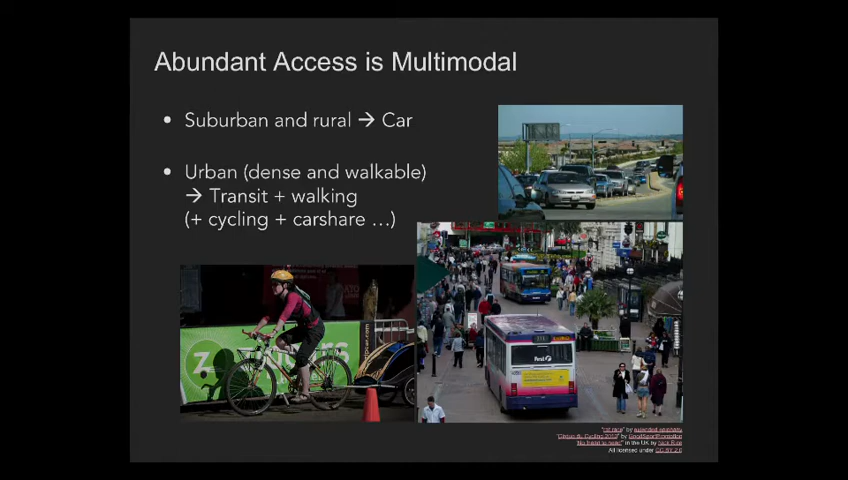 Abundant Access is Multimodal
• Suburban and rural → Car
• Urban (dense and walkable)
→ Transit + walking
(+ cycling + carshare …)
First
All licensed under CC BY 2.0